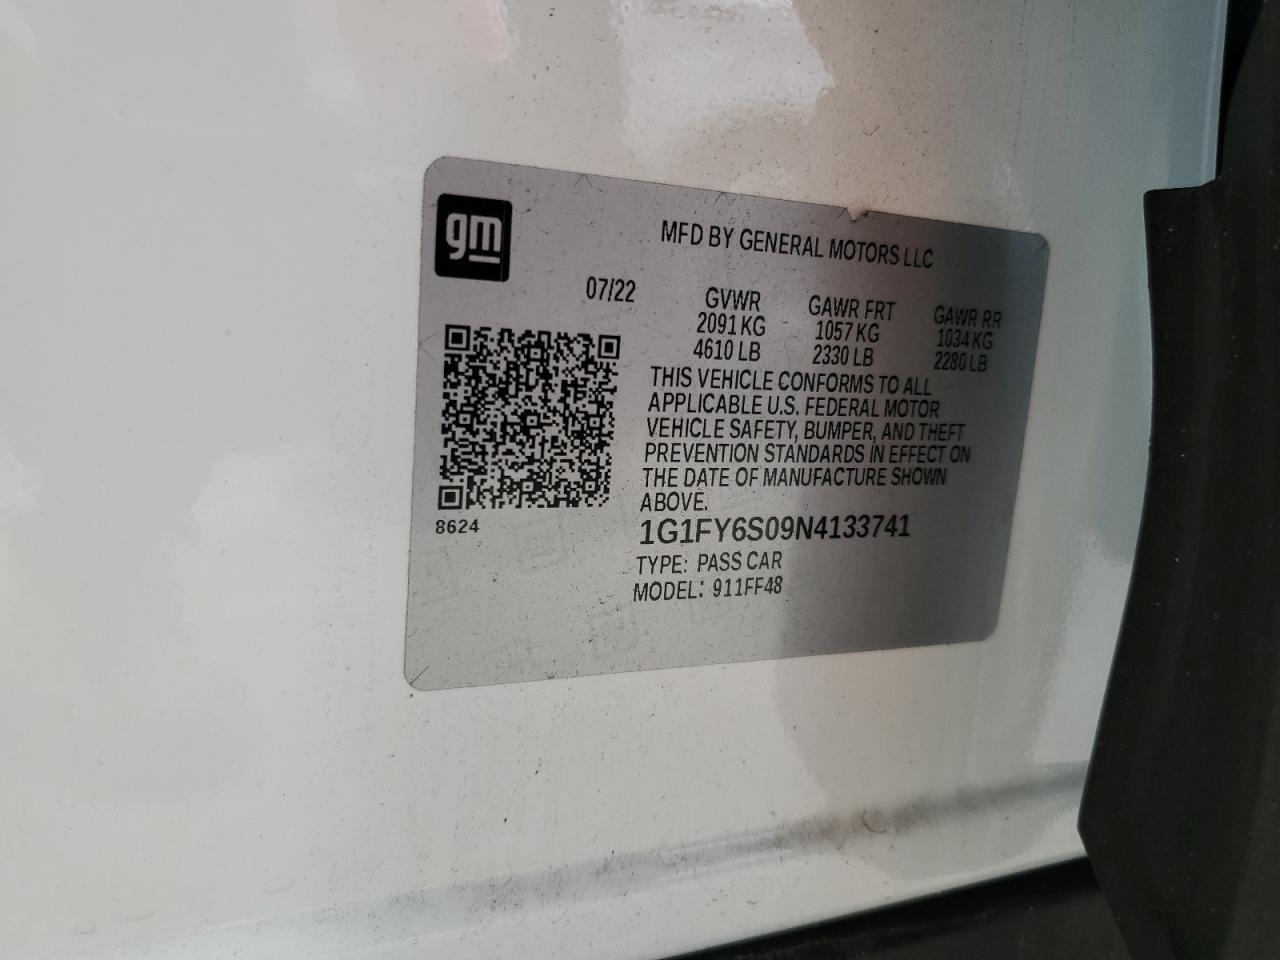 gm
MFD BY GENERAL MOTORS LLC
07/22
GVWR GAWR FRT GAWR RR
2091 KG 1057 KG 1034 KG
4610 LB 2330 LB 2280 LB
THIS VEHICLE CONFORMS TO ALL
APPLICABLE U.S. FEDERAL MOTOR
VEHICLE SAFETY, BUMPER, AND THEFT
PREVENTION STANDARDS IN EFFECT ON
THE DATE OF MANUFACTURE SHOWN
ABOVE.
8624
1G1FY6S09N4133741
TYPE: PASS CAR
MODEL: 911FF48